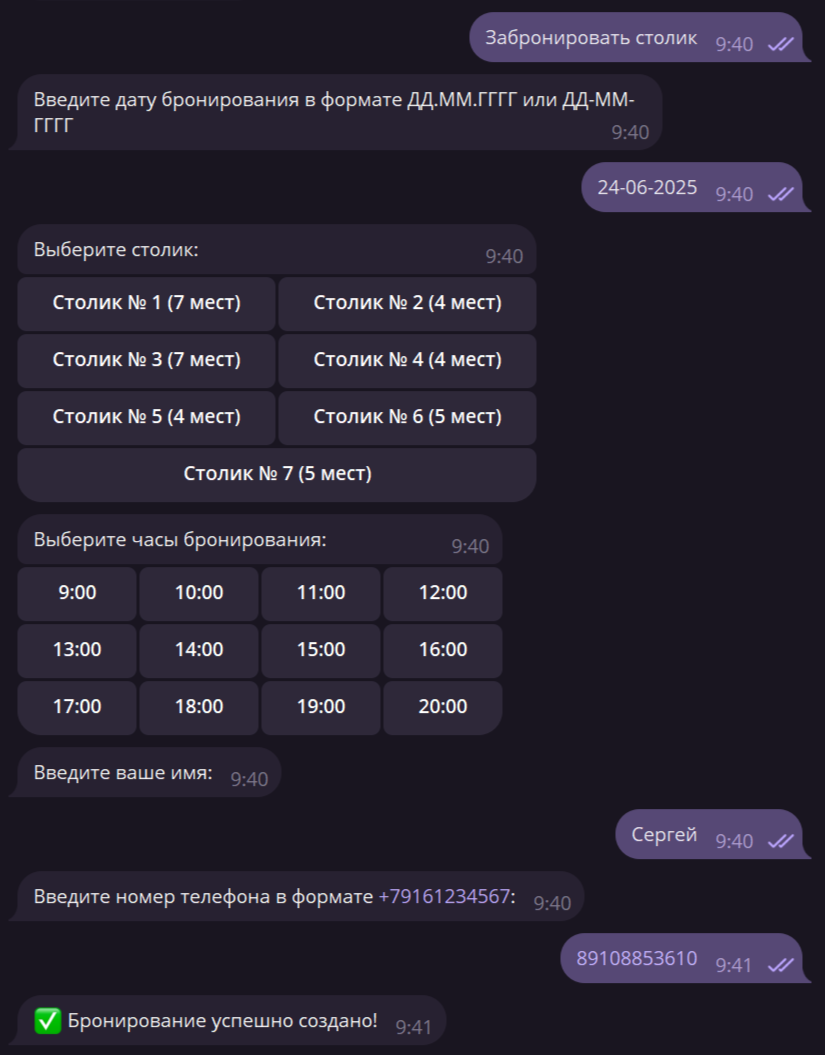 Забронировать столик 9:40
Введите дату бронирования в формате ДД.ММ.ГГГГ или ДД-ММ-
ГГГГ 9:40
24-06-2025 9:40
Выберите столик: 9:40
Столик № 1 (7 мест) Столик № 2 (4 мест)
Столик № 3 (7 мест) Столик № 4 (4 мест)
Столик № 5 (4 мест) Столик № 6 (5 мест)
Столик № 7 (5 мест)
Выберите часы бронирования: 9:40
9:00 10:00 11:00 12:00
13:00 14:00 15:00 16:00
17:00 18:00 19:00 20:00
Введите ваше имя: 9:40
Сергей 9:40
Введите номер телефона в формате +79161234567: 9:40
89108853610 9:41
✅ Бронирование успешно создано! 9:41